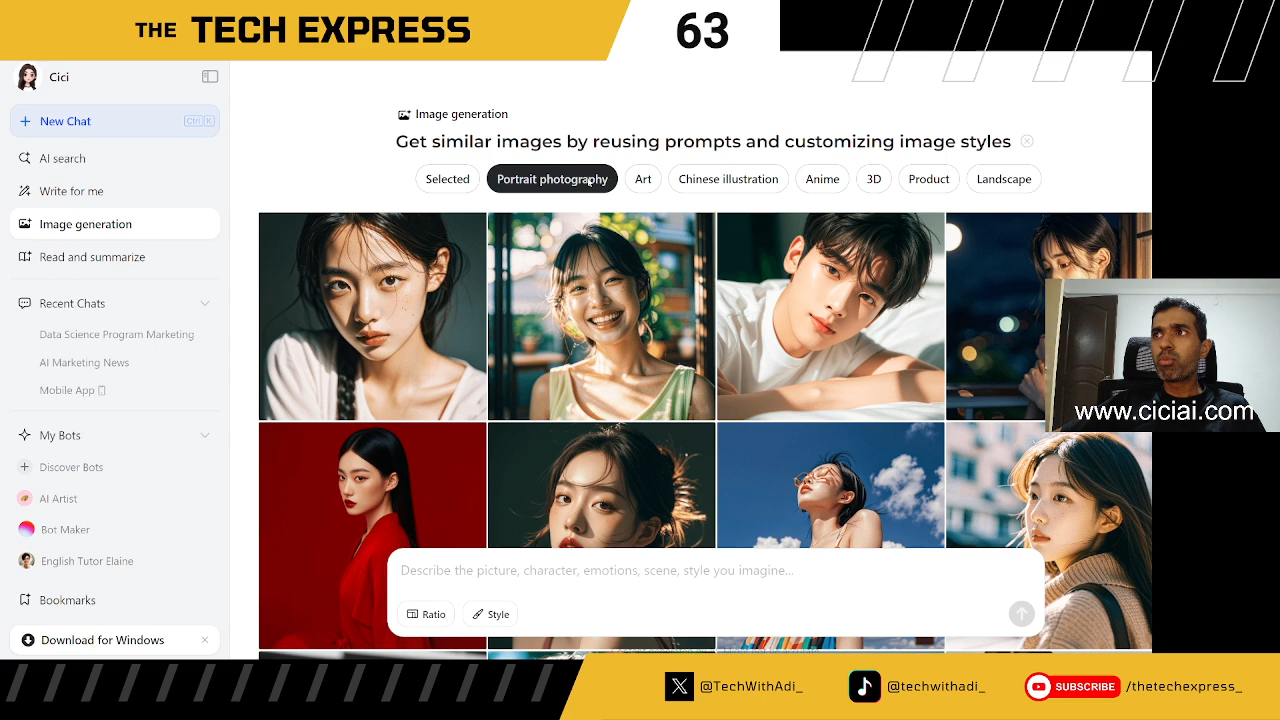 THE TECH EXPRESS
63
Cici
New Chat
Ctrl K
AI search
Write for me
Image generation
Read and summarize
Recent Chats
Data Science Program Marketing
AI Marketing News
Mobile App
My Bots
Discover Bots
AI Artist
Bot Maker
English Tutor Elaine
Bookmarks
Download for Windows
Image generation
Get similar images by reusing prompts and customizing image styles
Selected
Portrait photography
Art
Chinese illustration
Anime
3D
Product
Landscape
www.ciciai.com
Describe the picture, character, emotions, scene, style you imagine...
Ratio
Style
@TechWithAdi_
@techwithadi_
SUBSCRIBE
/thetechexpress_